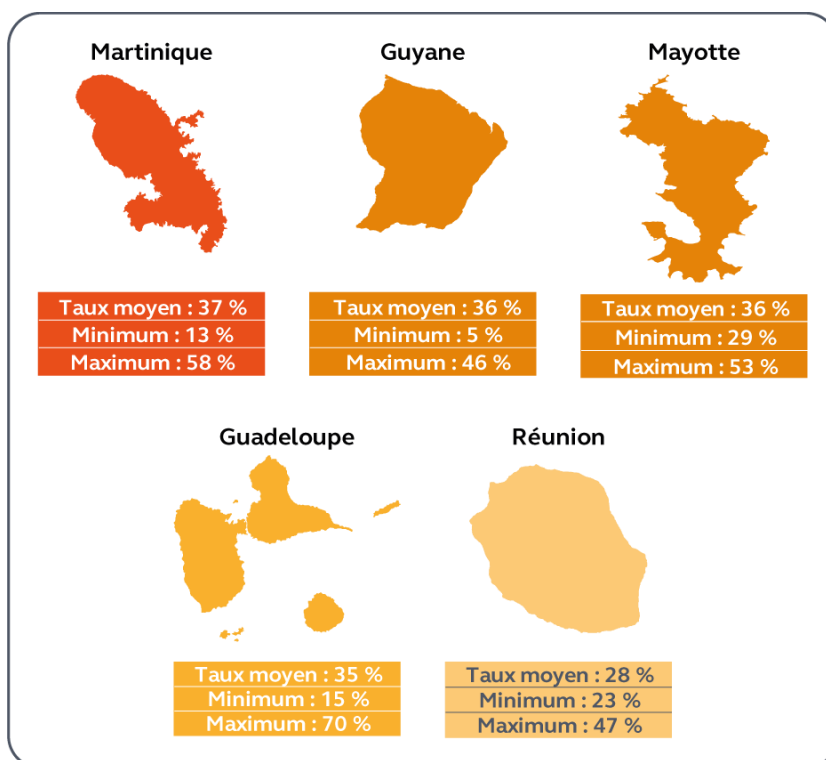 Martinique
Guyane
Mayotte
Taux moyen : 37 %
Minimum : 13 %
Maximum : 58 %
Taux moyen : 36 %
Minimum : 5 %
Maximum : 46 %
Taux moyen : 36 %
Minimum : 29 %
Maximum : 53 %
Guadeloupe
Réunion
Taux moyen : 35 %
Minimum : 15 %
Maximum : 70 %
Taux moyen : 28 %
Minimum : 23 %
Maximum : 47 %